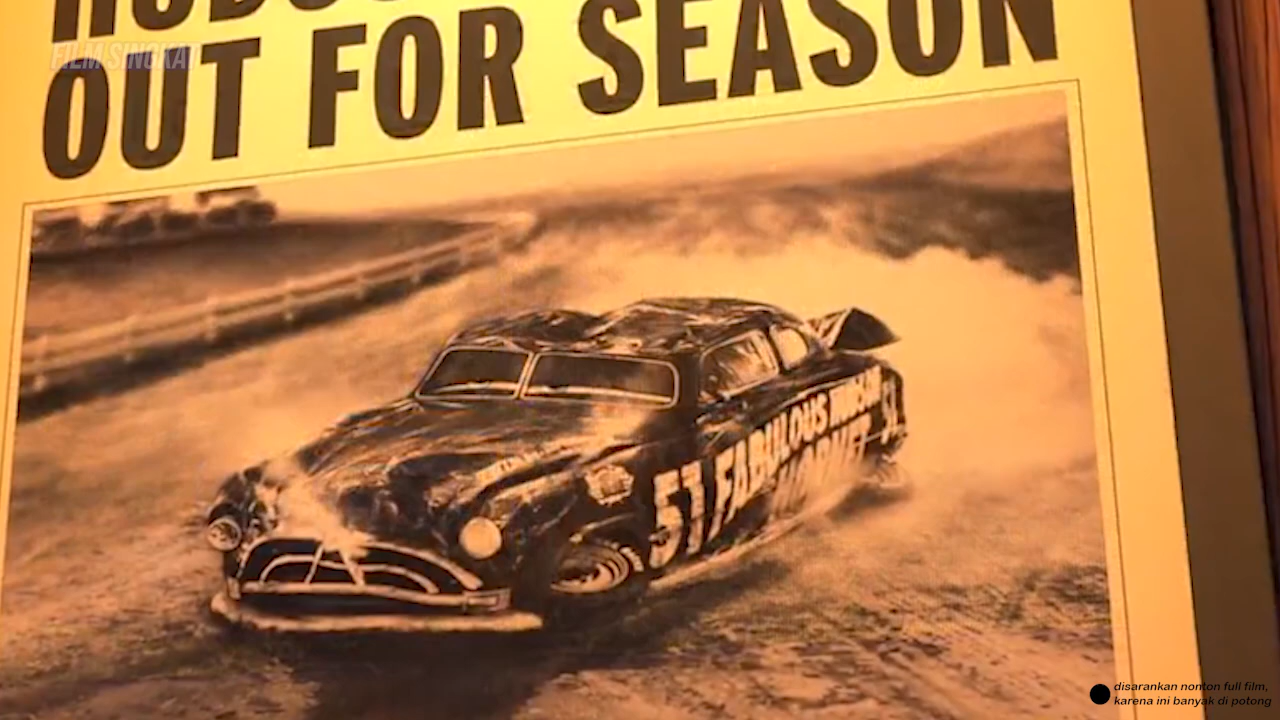 OUT FOR SEASON
FILM SINGKAT
51 FABULOUS HUDSON
HORNET
51
disarankan nonton full film,
karena ini banyak di potong